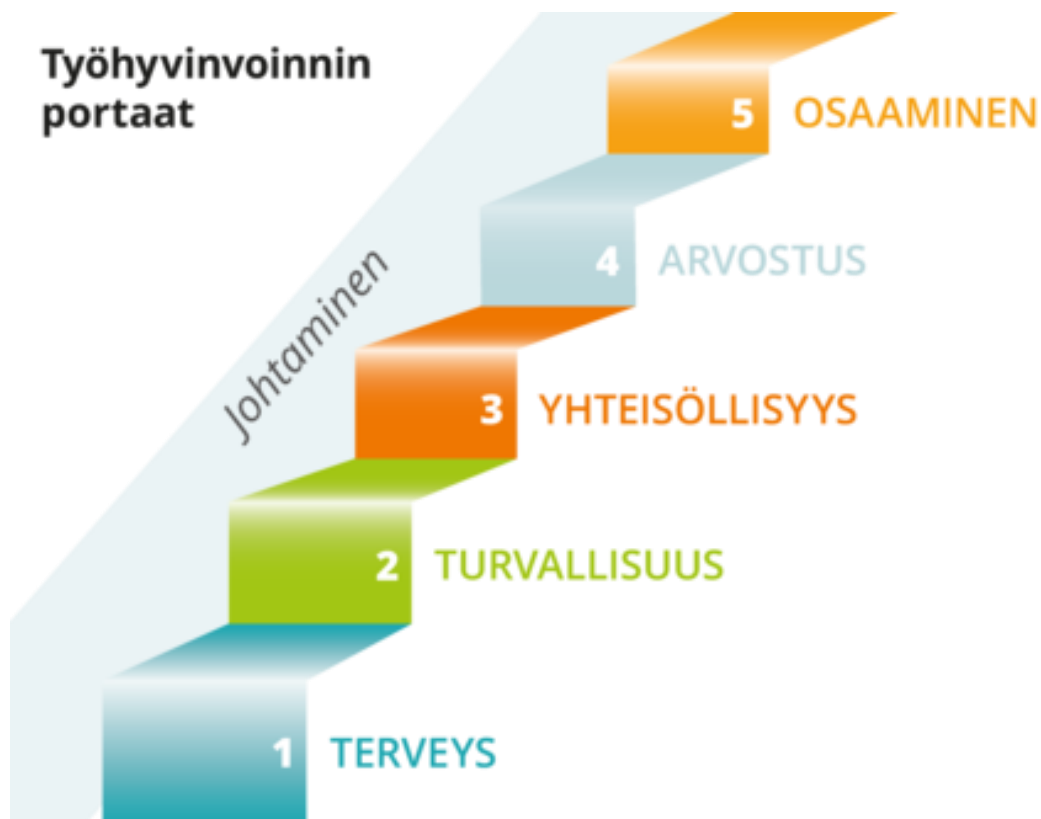 Työhyvinvoinnin
portaat
5 OSAAMINEN
4 ARVOSTUS
Johtaminen
3 YHTEISÖLLISYYS
2 TURVALLISUUS
1 TERVEYS